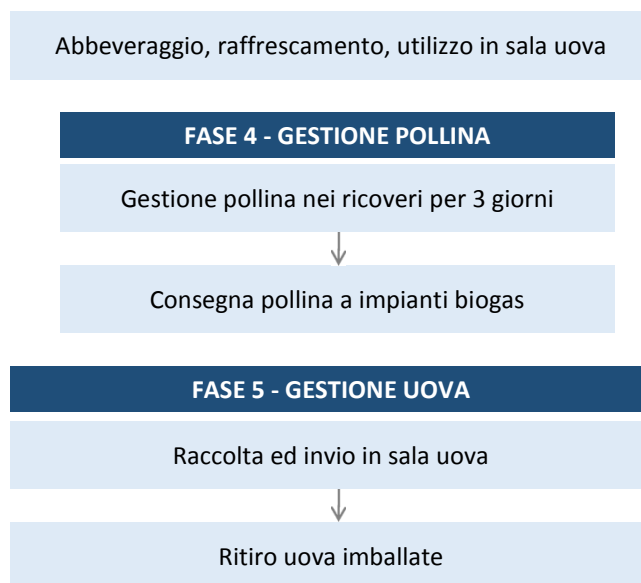 Abbeveraggio, raffrescamento, utilizzo in sala uova
FASE 4 - GESTIONE POLLINA
Gestione pollina nei ricoveri per 3 giorni
Consegna pollina a impianti biogas
FASE 5 - GESTIONE UOVA
Raccolta ed invio in sala uova
Ritiro uova imballate